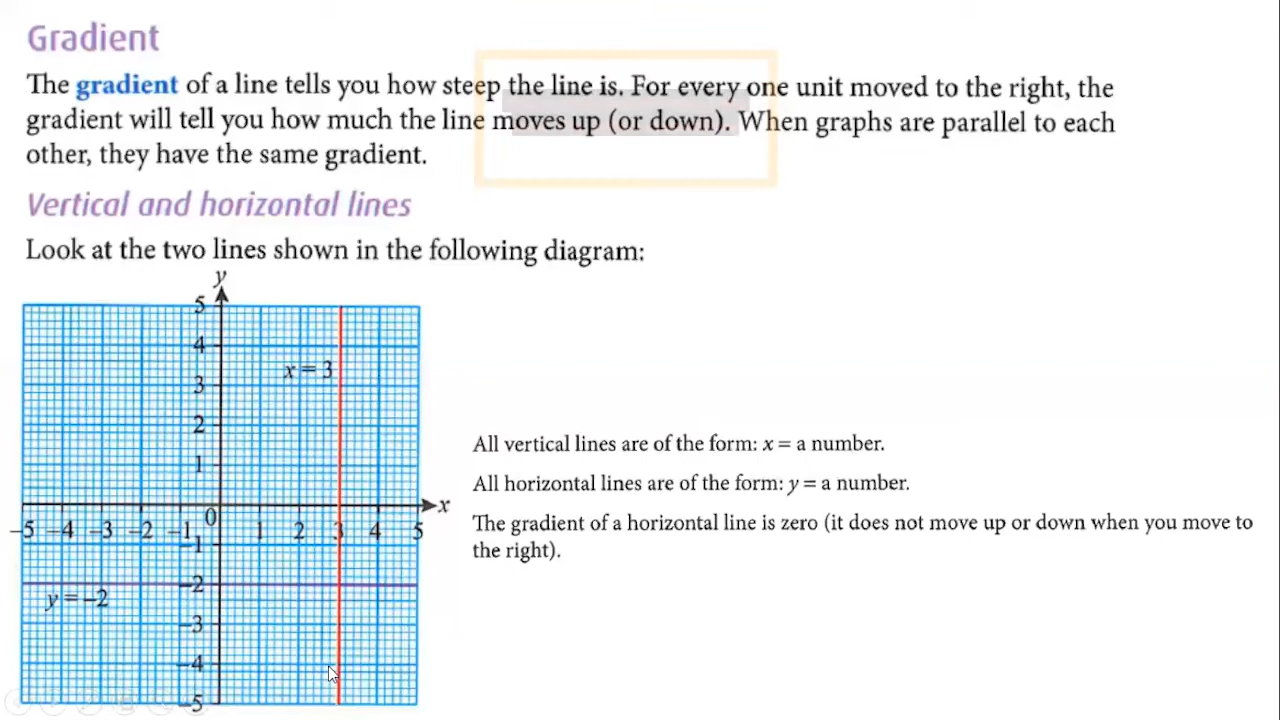 Gradient
The gradient of a line tells you how steep the line is. For every one unit moved to the right, the
gradient will tell you how much the line moves up (or down). When graphs are parallel to each
other, they have the same gradient.
Vertical and horizontal lines
Look at the two lines shown in the following diagram:
y
5
4
x = 3
3
2
1
x
0
–5 –4 –3 –2 –1 1 2 3 4 5
–1
–2
y = –2
–3
–4
–5
All vertical lines are of the form: x = a number.
All horizontal lines are of the form: y = a number.
The gradient of a horizontal line is zero (it does not move up or down when you move to
the right).